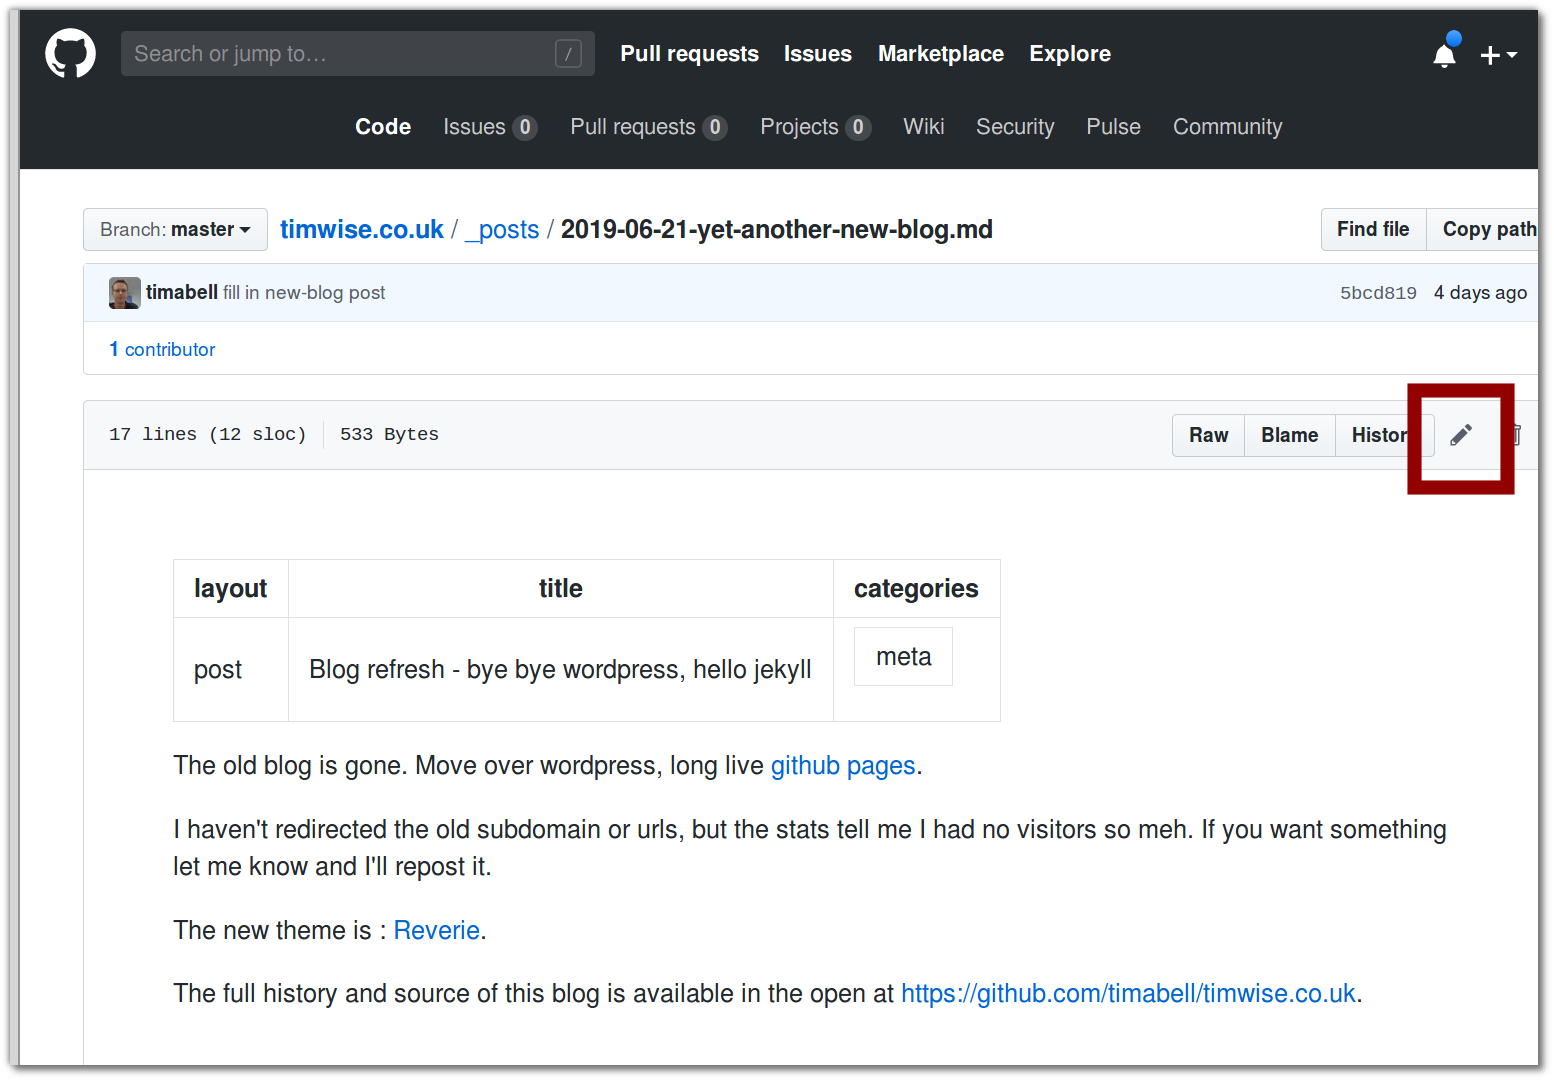 Search or jump to… / Pull requests Issues Marketplace Explore
Code Issues 0 Pull requests 0 Projects 0 Wiki Security Pulse Community
Branch: master timwise.co.uk / _posts / 2019-06-21-yet-another-new-blog.md Find file Copy path
timabell fill in new-blog post 5bcd819 4 days ago
1 contributor
17 lines (12 sloc) 533 Bytes Raw Blame Histor
layout title categories
post Blog refresh - bye bye wordpress, hello jekyll meta
The old blog is gone. Move over wordpress, long live github pages.
I haven't redirected the old subdomain or urls, but the stats tell me I had no visitors so meh. If you want something
let me know and I'll repost it.
The new theme is : Reverie.
The full history and source of this blog is available in the open at https://github.com/timabell/timwise.co.uk.